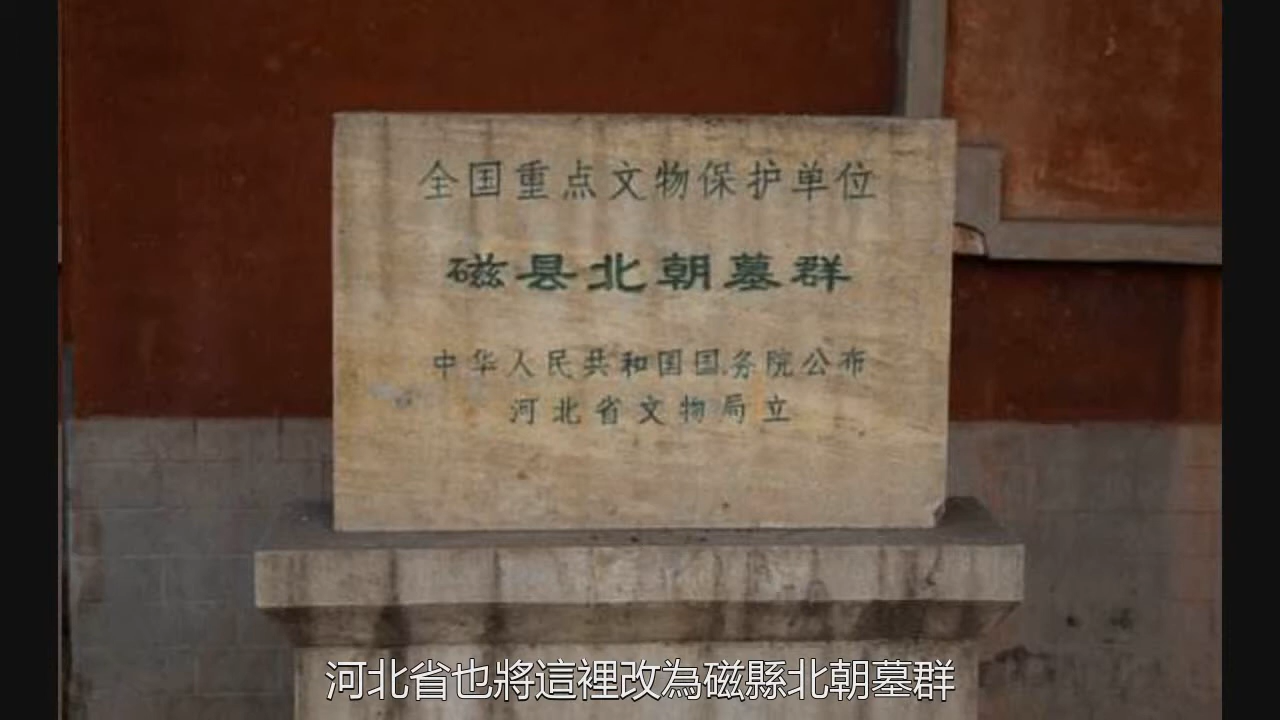 全国重点文物保护单位
磁县北朝墓群
中华人民共和国国务院公布
河北省文物局立
河北省也將這裡改為磁縣北朝墓群